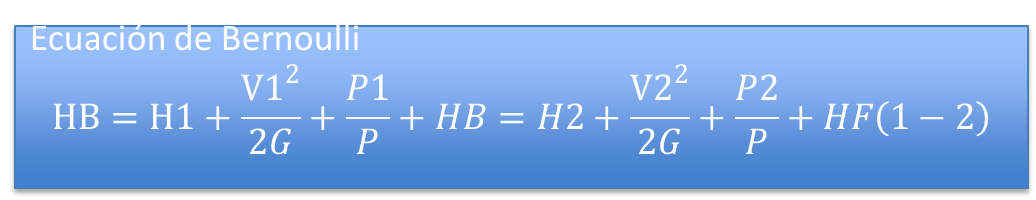 Ecuación de Bernoulli
HB = H1 + V1²/2G + P1/P + HB = H2 + V2²/2G + P2/P + HF(1 − 2)